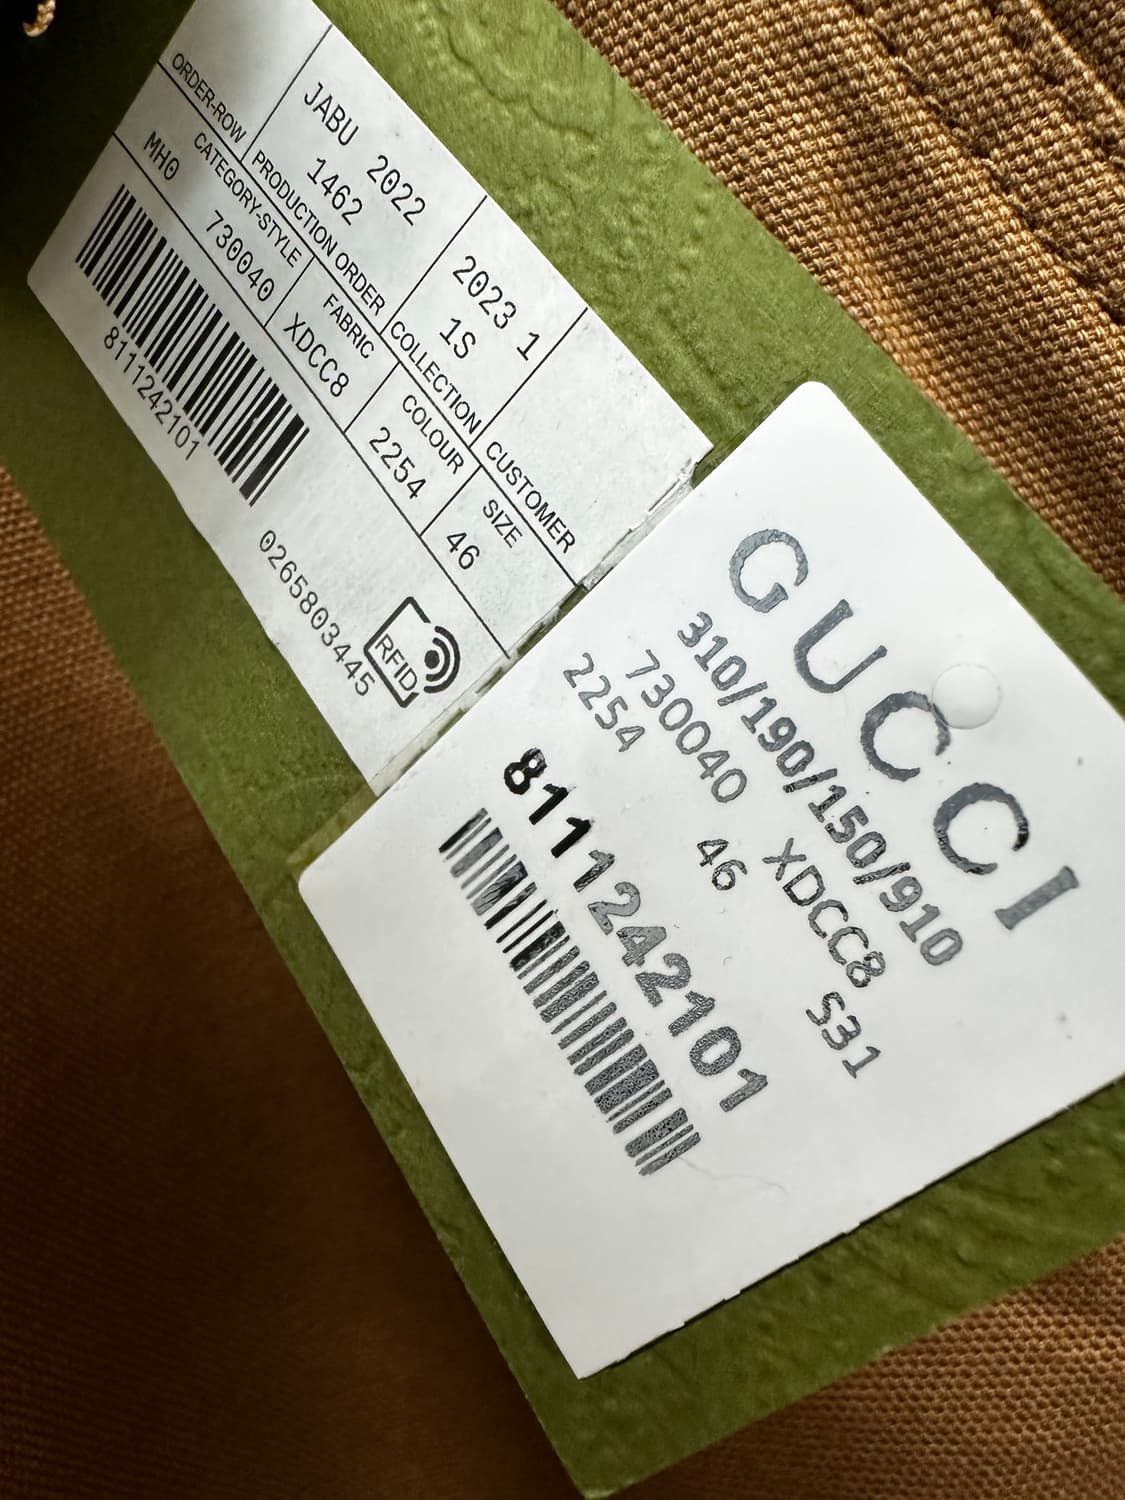 JABU 2022 2023 1
1462 1S
ORDER-ROW PRODUCTION ORDER COLLECTION CUSTOMER
CATEGORY-STYLE FABRIC COLOUR SIZE
MH0 730040 XDCC8 2254 46
8111242101
0265803445
RFID
GUCCI
310/190/150/910
730040 XDCC8 S31
2254 46
8111242101